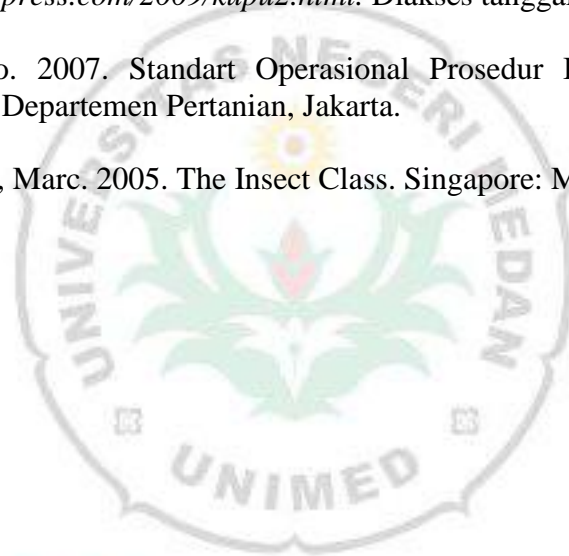 press.com/2009/kupu2.html. Diakses tanggal
o. 2007. Standart Operasional Prosedur
Departemen Pertanian, Jakarta.
, Marc. 2005. The Insect Class. Singapore: M
UNIVERSITAS NEGERI MEDAN
UNIMED